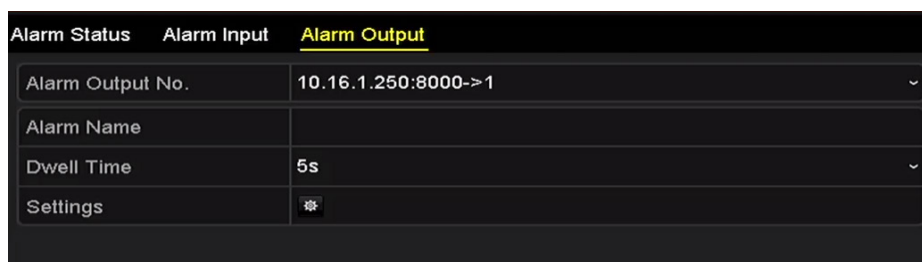 Alarm Status Alarm Input Alarm Output
Alarm Output No. 10.16.1.250:8000->1
Alarm Name
Dwell Time 5s
Settings